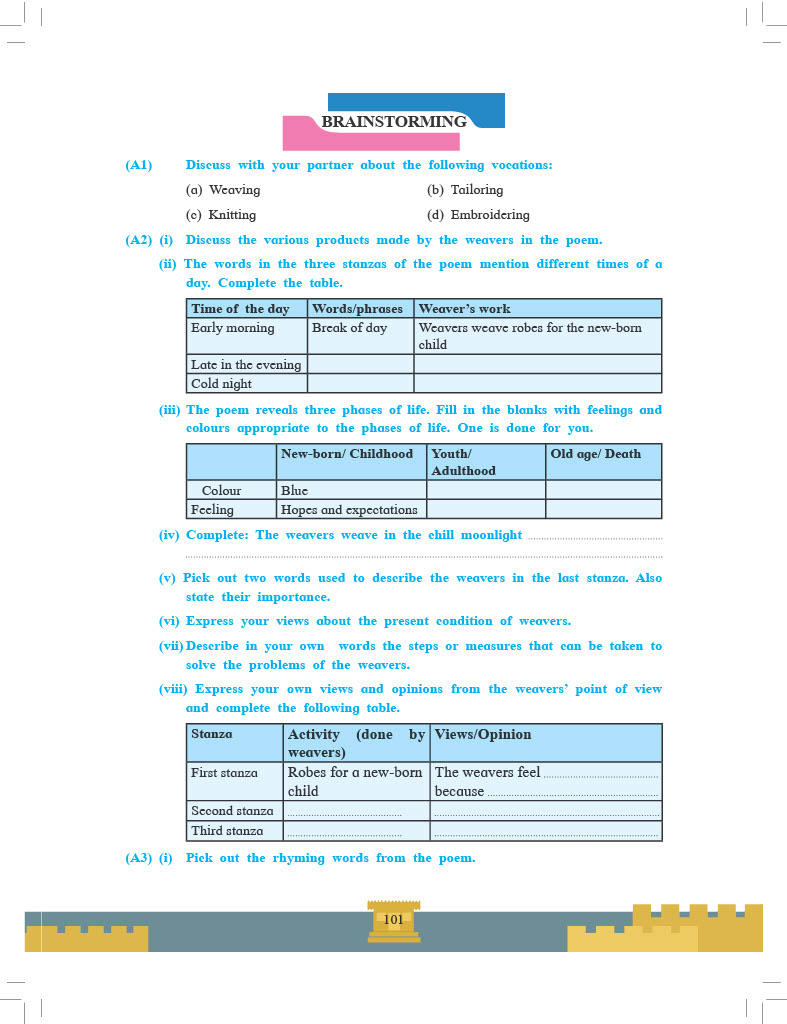 BRAINSTORMING
(A1) Discuss with your partner about the following vocations:
(a) Weaving (b) Tailoring
(c) Knitting (d) Embroidering
(A2) (i) Discuss the various products made by the weavers in the poem.
(ii) The words in the three stanzas of the poem mention different times of a
day. Complete the table.
Time of the day Words/phrases Weaver's work
Early morning Break of day Weavers weave robes for the new-born
child
Late in the evening
Cold night
(iii) The poem reveals three phases of life. Fill in the blanks with feelings and
colours appropriate to the phases of life. One is done for you.
New-born/ Childhood Youth/ Old age/ Death
Adulthood
Colour Blue
Feeling Hopes and expectations
(iv) Complete: The weavers weave in the chill moonlight ............................................
................................................................................
(v) Pick out two words used to describe the weavers in the last stanza. Also
state their importance.
(vi) Express your views about the present condition of weavers.
(vii) Describe in your own words the steps or measures that can be taken to
solve the problems of the weavers.
(viii) Express your own views and opinions from the weavers' point of view
and complete the following table.
Stanza Activity (done by Views/Opinion
weavers)
First stanza Robes for a new-born The weavers feel ......................................
child because ........................................................
Second stanza ...................................... ..........................................................................
Third stanza ...................................... ..........................................................................
(A3) (i) Pick out the rhyming words from the poem.
101